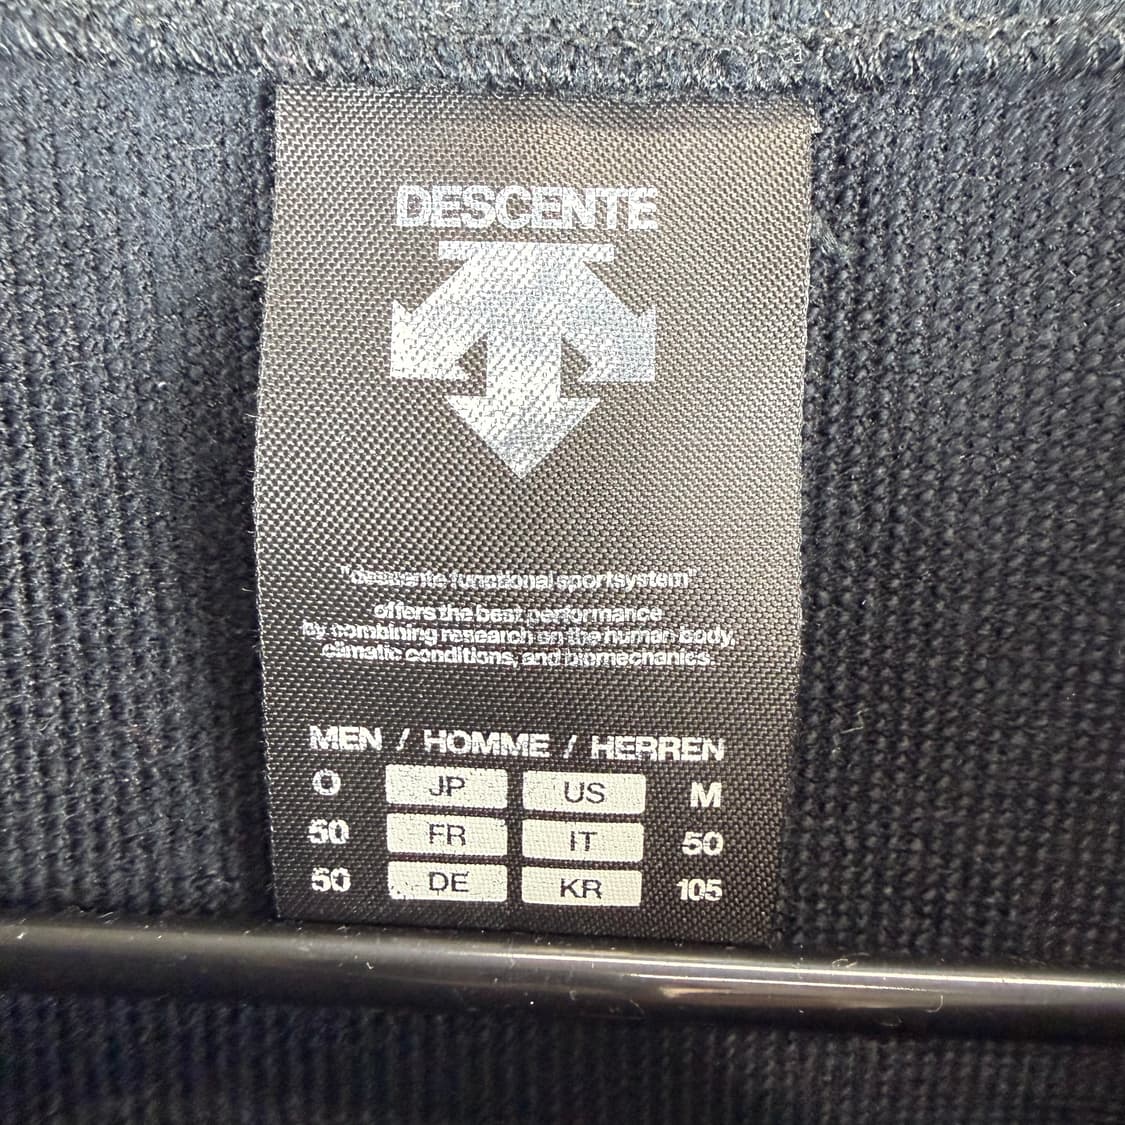 DESCENTE
"descente functional sportsystem"
offers the best performance
by combining research on the human body,
climatic conditions, and biomechanics.
MEN / HOMME / HERREN
O JP US M
50 FR IT 50
50 DE KR 105